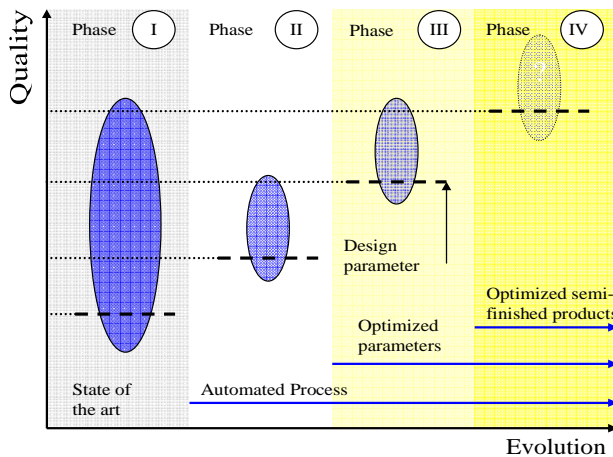 Quality
Phase I
Phase II
Phase III
Phase IV
Design
parameter
Optimized semi-
finished products
Optimized
parameters
State of
the art
Automated Process
Evolution